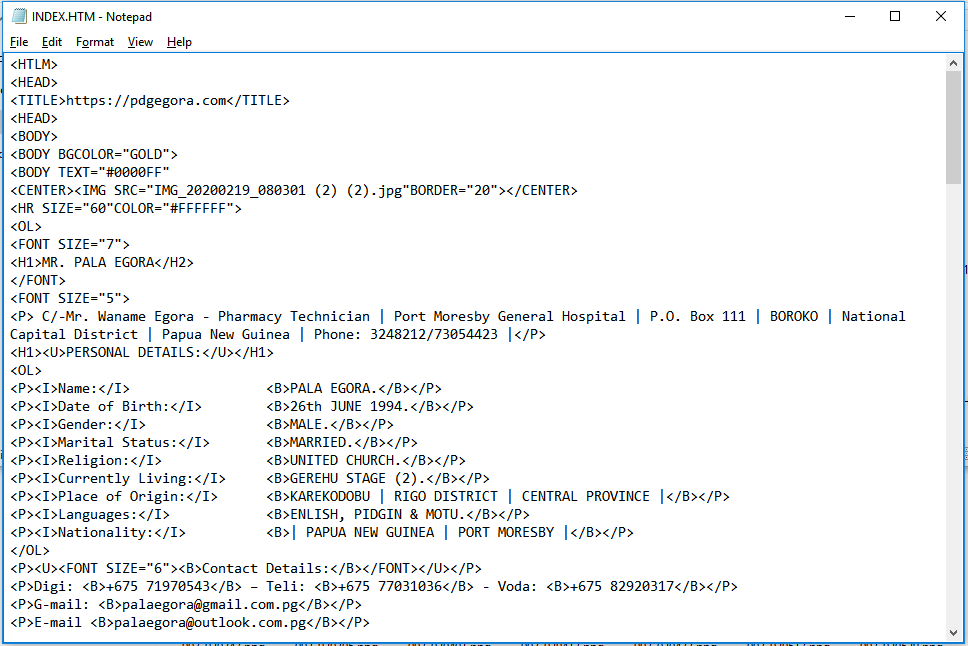 INDEX.HTM - Notepad
File Edit Format View Help
<HTLM>
<HEAD>
<TITLE>https://pdgegora.com</TITLE>
<HEAD>
<BODY>
<BODY BGCOLOR="GOLD">
<BODY TEXT="#0000FF"
<CENTER><IMG SRC="IMG_20200219_080301 (2) (2).jpg"BORDER="20"></CENTER>
<HR SIZE="60"COLOR="#FFFFFF">
<OL>
<FONT SIZE="7">
<H1>MR. PALA EGORA</H2>
</FONT>
<FONT SIZE="5">
<P> C/-Mr. Waname Egora - Pharmacy Technician | Port Moresby General Hospital | P.O. Box 111 | BOROKO | National
Capital District | Papua New Guinea | Phone: 3248212/73054423 |</P>
<H1><U>PERSONAL DETAILS:</U></H1>
<OL>
<P><I>Name:</I> <B>PALA EGORA.</B></P>
<P><I>Date of Birth:</I> <B>26th JUNE 1994.</B></P>
<P><I>Gender:</I> <B>MALE.</B></P>
<P><I>Marital Status:</I> <B>MARRIED.</B></P>
<P><I>Religion:</I> <B>UNITED CHURCH.</B></P>
<P><I>Currently Living:</I> <B>GEREHU STAGE (2).</B></P>
<P><I>Place of Origin:</I> <B>KAREKODOBU | RIGO DISTRICT | CENTRAL PROVINCE |</B></P>
<P><I>Languages:</I> <B>ENLISH, PIDGIN & MOTU.</B></P>
<P><I>Nationality:</I> <B>| PAPUA NEW GUINEA | PORT MORESBY |</B></P>
</OL>
<P><U><FONT SIZE="6"><B>Contact Details:</B></FONT></U></P>
<P>Digi: <B>+675 71970543</B> – Teli: <B>+675 77031036</B> - Voda: <B>+675 82920317</B></P>
<P>G-mail: <B>palaegora@gmail.com.pg</B></P>
<P>E-mail <B>palaegora@outlook.com.pg</B></P>